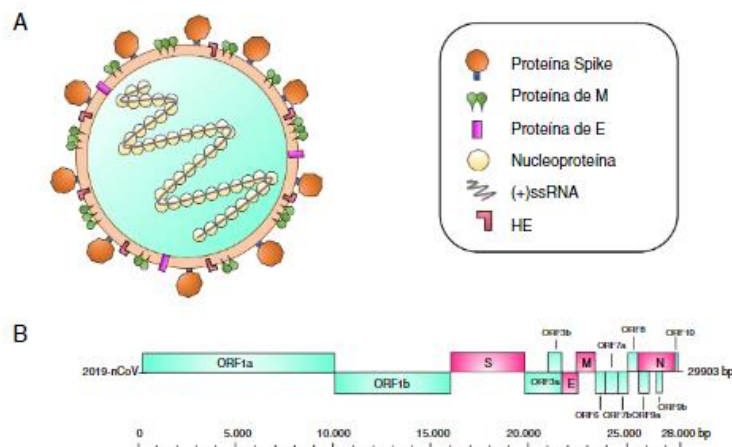 A
Proteína Spike
Proteína de M
Proteína de E
Nucleoproteína
(+)ssRNA
HE
B
ORF3b
ORF8
ORF10
ORF7a
ORF1a
S
M
N
2019-nCoV
29903 bp
ORF1b
ORF3a
E
ORF6
ORF7b
ORF9a
ORF9b
0
5.000
10.000
15.000
20.000
25.000
28.000 bp